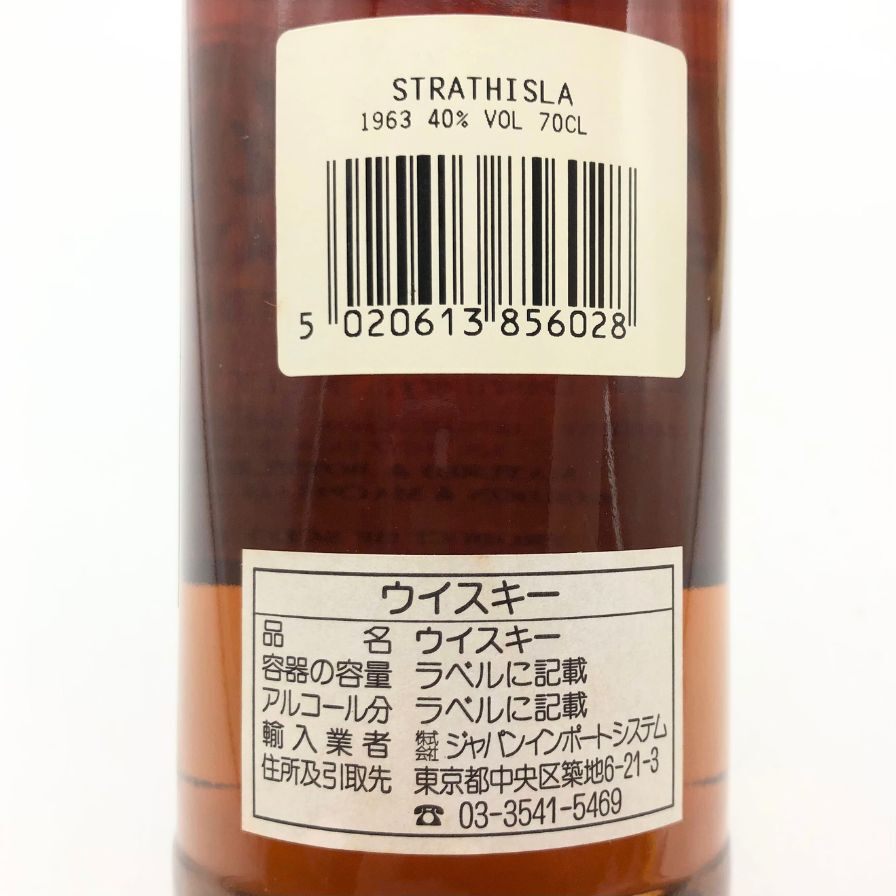 STRATHISLA
1963 40% VOL 70CL
5 020613 856028
ウイスキー
品名 ウイスキー
容器の容量 ラベルに記載
アルコール分 ラベルに記載
輸入業者 株式会社ジャパンインポートシステム
住所及引取先 東京都中央区築地6-21-3
☎ 03-3541-5469